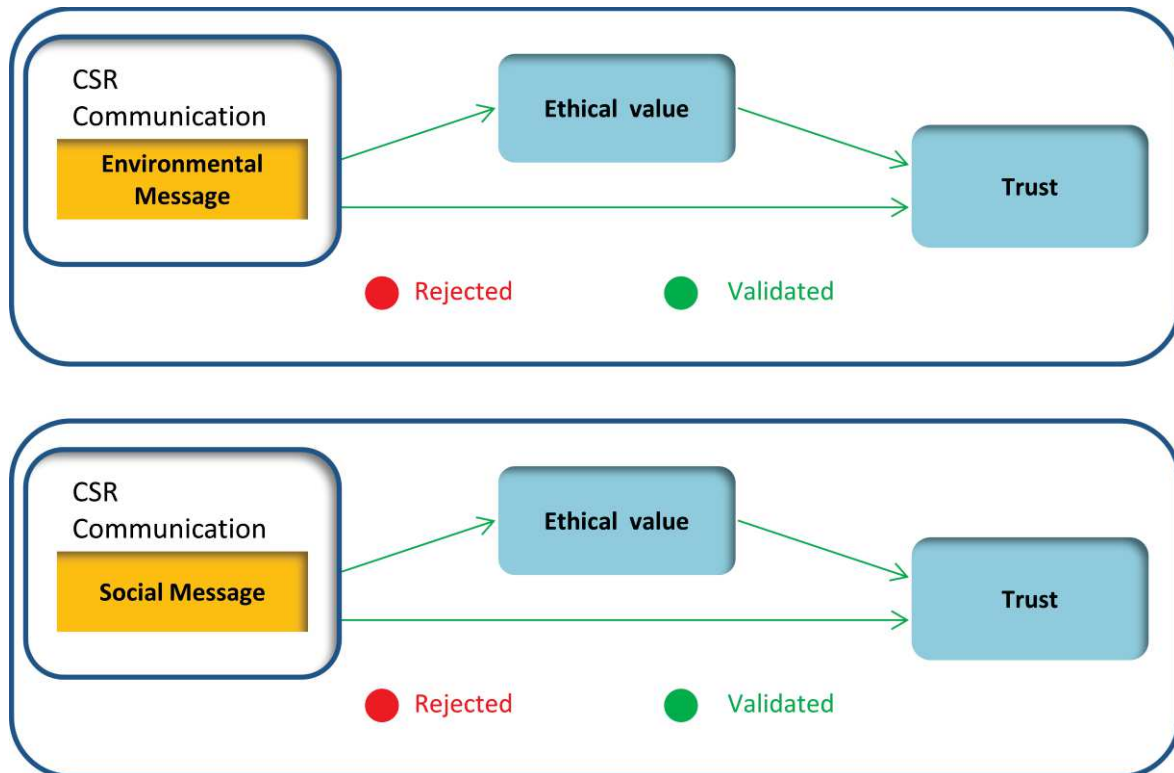 CSR
Communication
Environmental
Message
Ethical value
Trust
Rejected
Validated
CSR
Communication
Social Message
Ethical value
Trust
Rejected
Validated